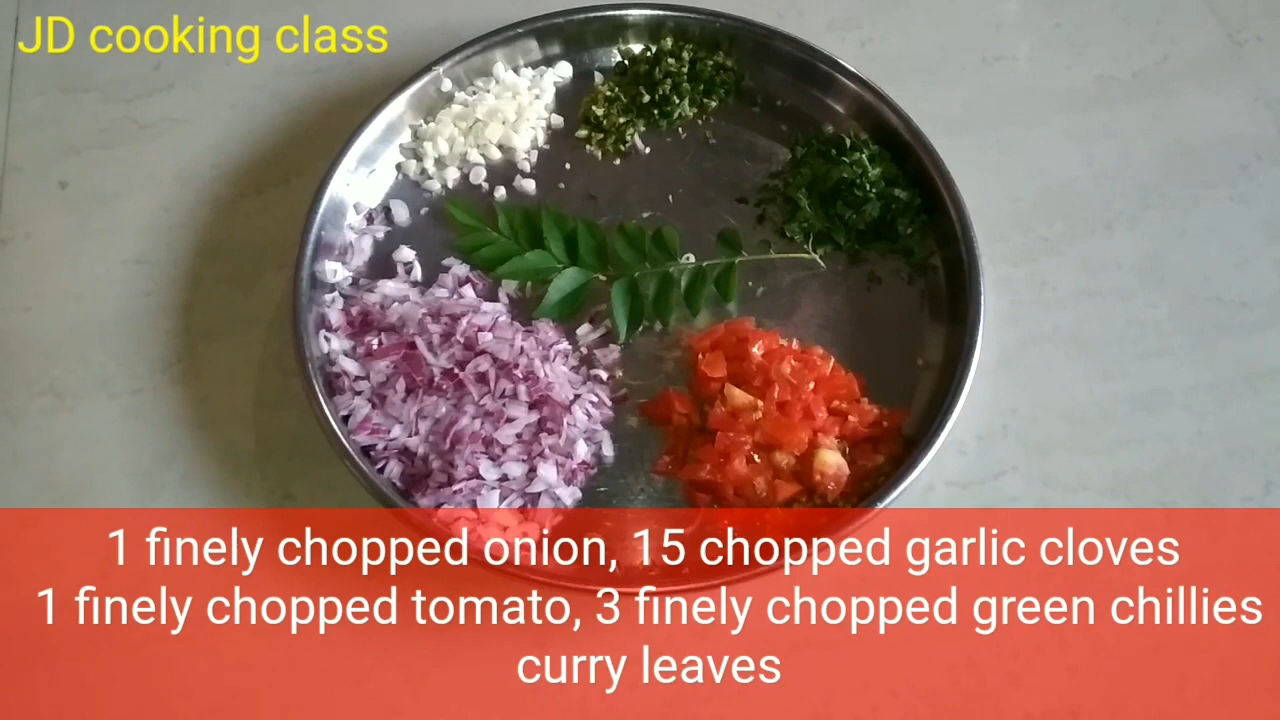 JD cooking class
1 finely chopped onion, 15 chopped garlic cloves
1 finely chopped tomato, 3 finely chopped green chillies
curry leaves